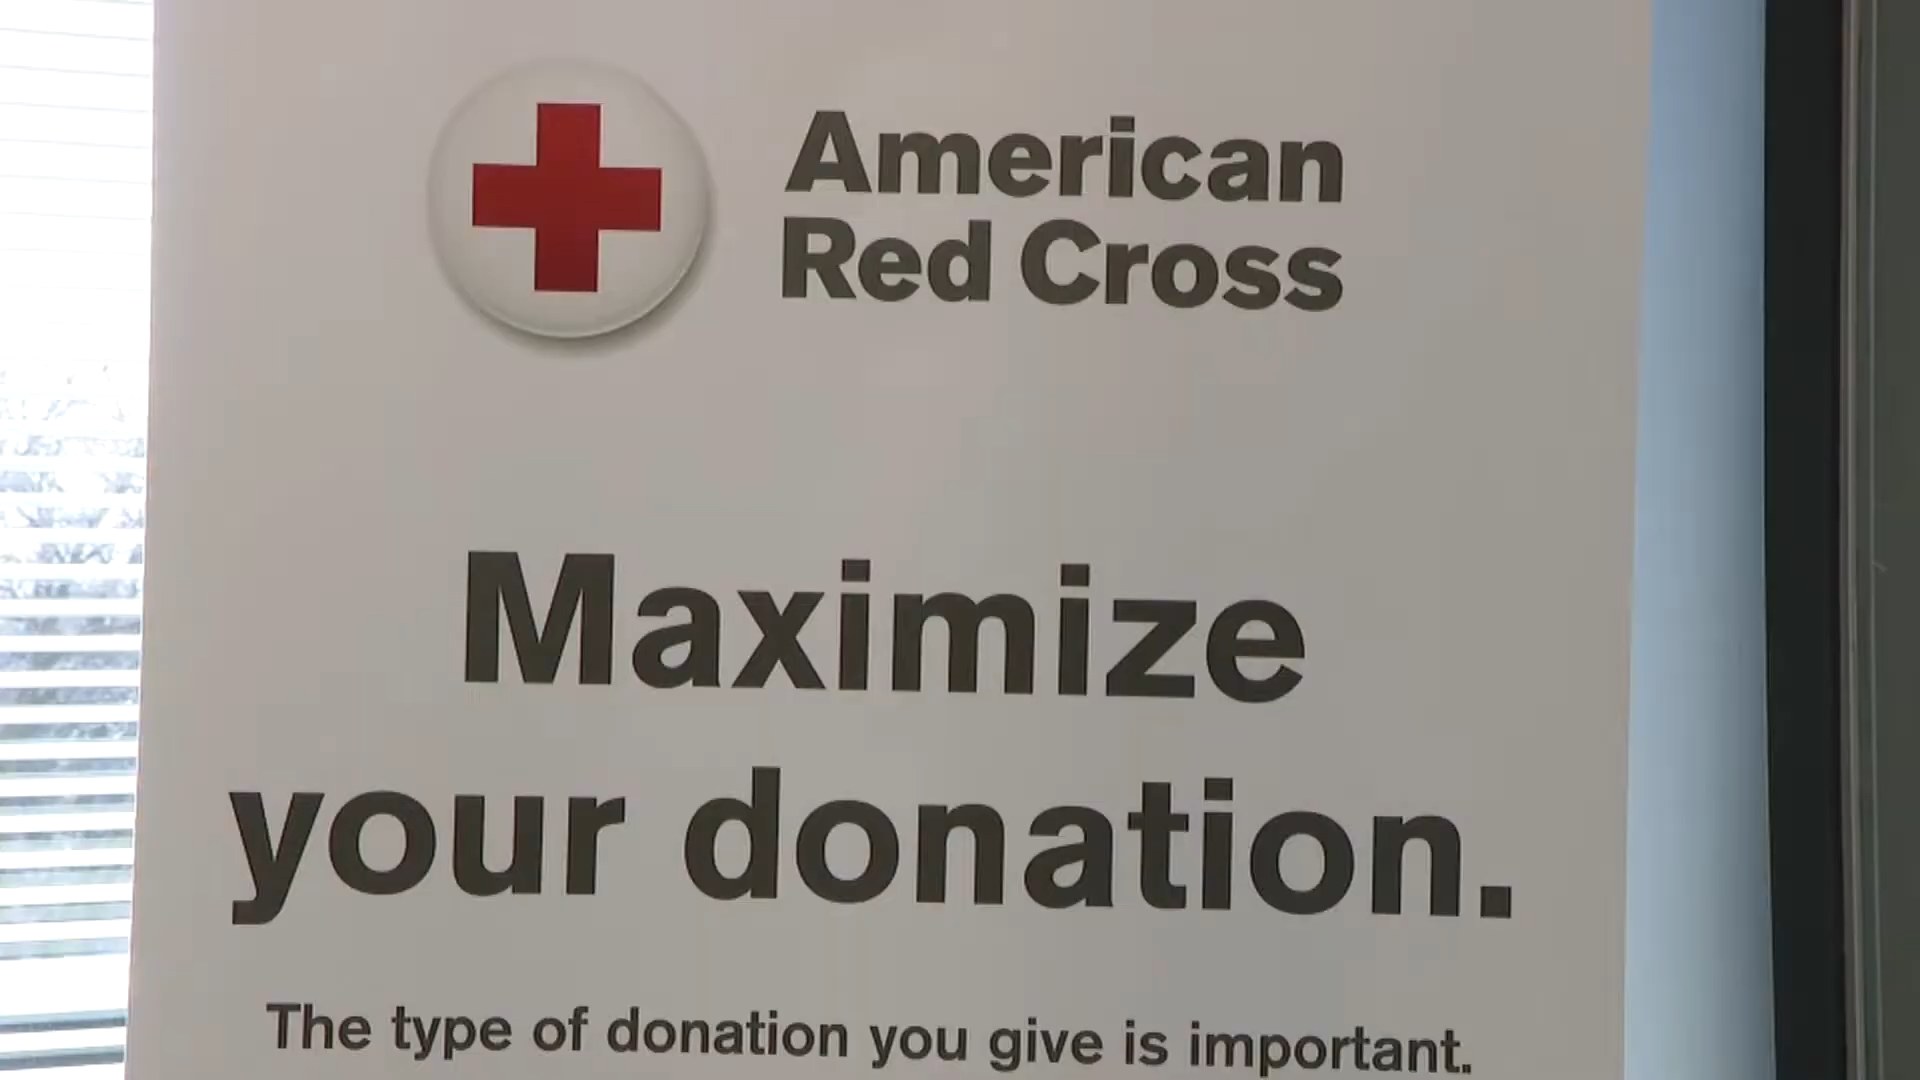 American
Red Cross
Maximize
your donation.
The type of donation you give is important.